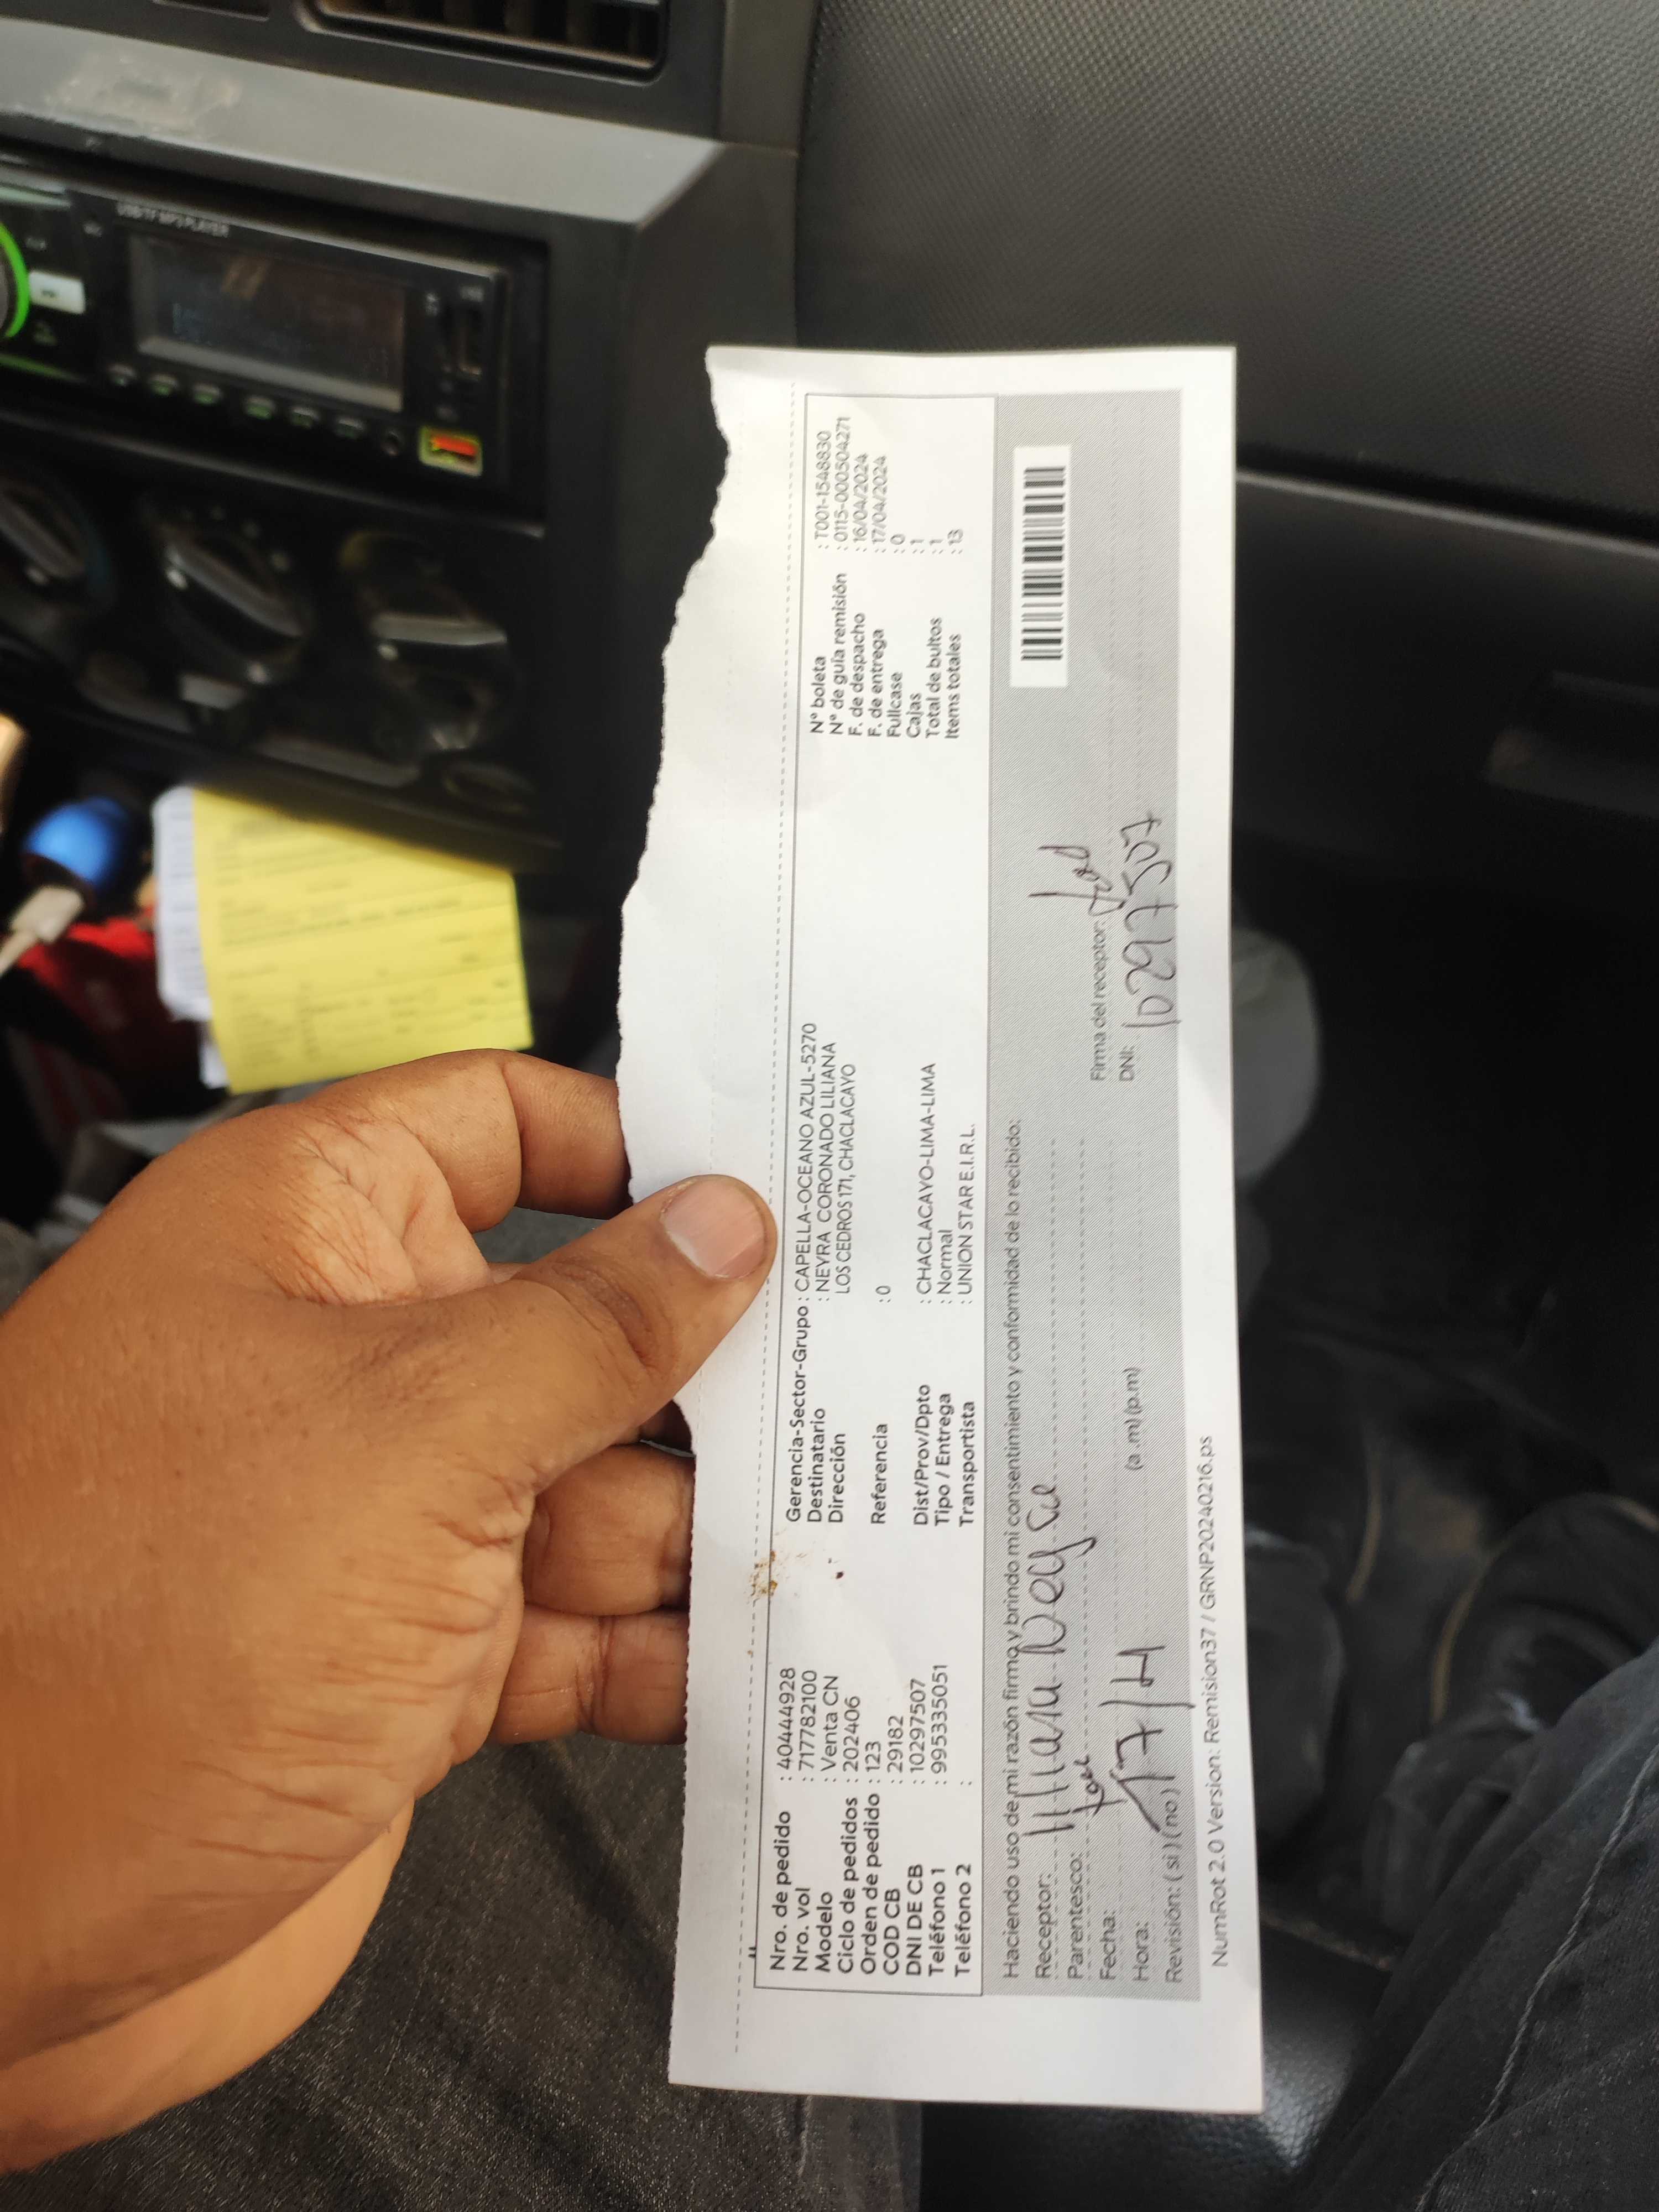 USB/TF MP3 PLAYER
Nro. de pedido : 404444928
Nro. vol : 717782100
Modelo : Venta CN
Ciclo de pedidos : 202406
Orden de pedido : 123
COD CB : 29182
DNI DE CB : 10297507
Teléfono 1 : 995335051
Teléfono 2 :
Gerencia-Sector-Grupo : CAPELLA-OCEANO AZUL-5270
Destinatario : NEYRA CORONADO LILIANA
Dirección LOS CEDROS 171, CHACLACAYO
Referencia : 0
Dist/Prov/Dpto : CHACLACAYO-LIMA-LIMA
Tipo / Entrega : Normal
Transportista : UNION STAR E.I.R.L.
N° boleta : T001-1548830
N° de guía remisión : 0115-000504271
F. de despacho : 16/04/2024
F. de entrega : 17/04/2024
Fullcase : 0
Cajas : 1
Total de bultos : 1
Items totales : 13
Haciendo uso de mi razón firmo y brindo mi consentimiento y conformidad de lo recibido:
Receptor:
Parentesco:
Fecha: 17/4
Hora: (a.m) (p.m)
Revisión: ( si ) ( no )
Firma del receptor:
DNI: 10297507
NumRot 2.0 Version: Remision37 / GRNP20240216.ps